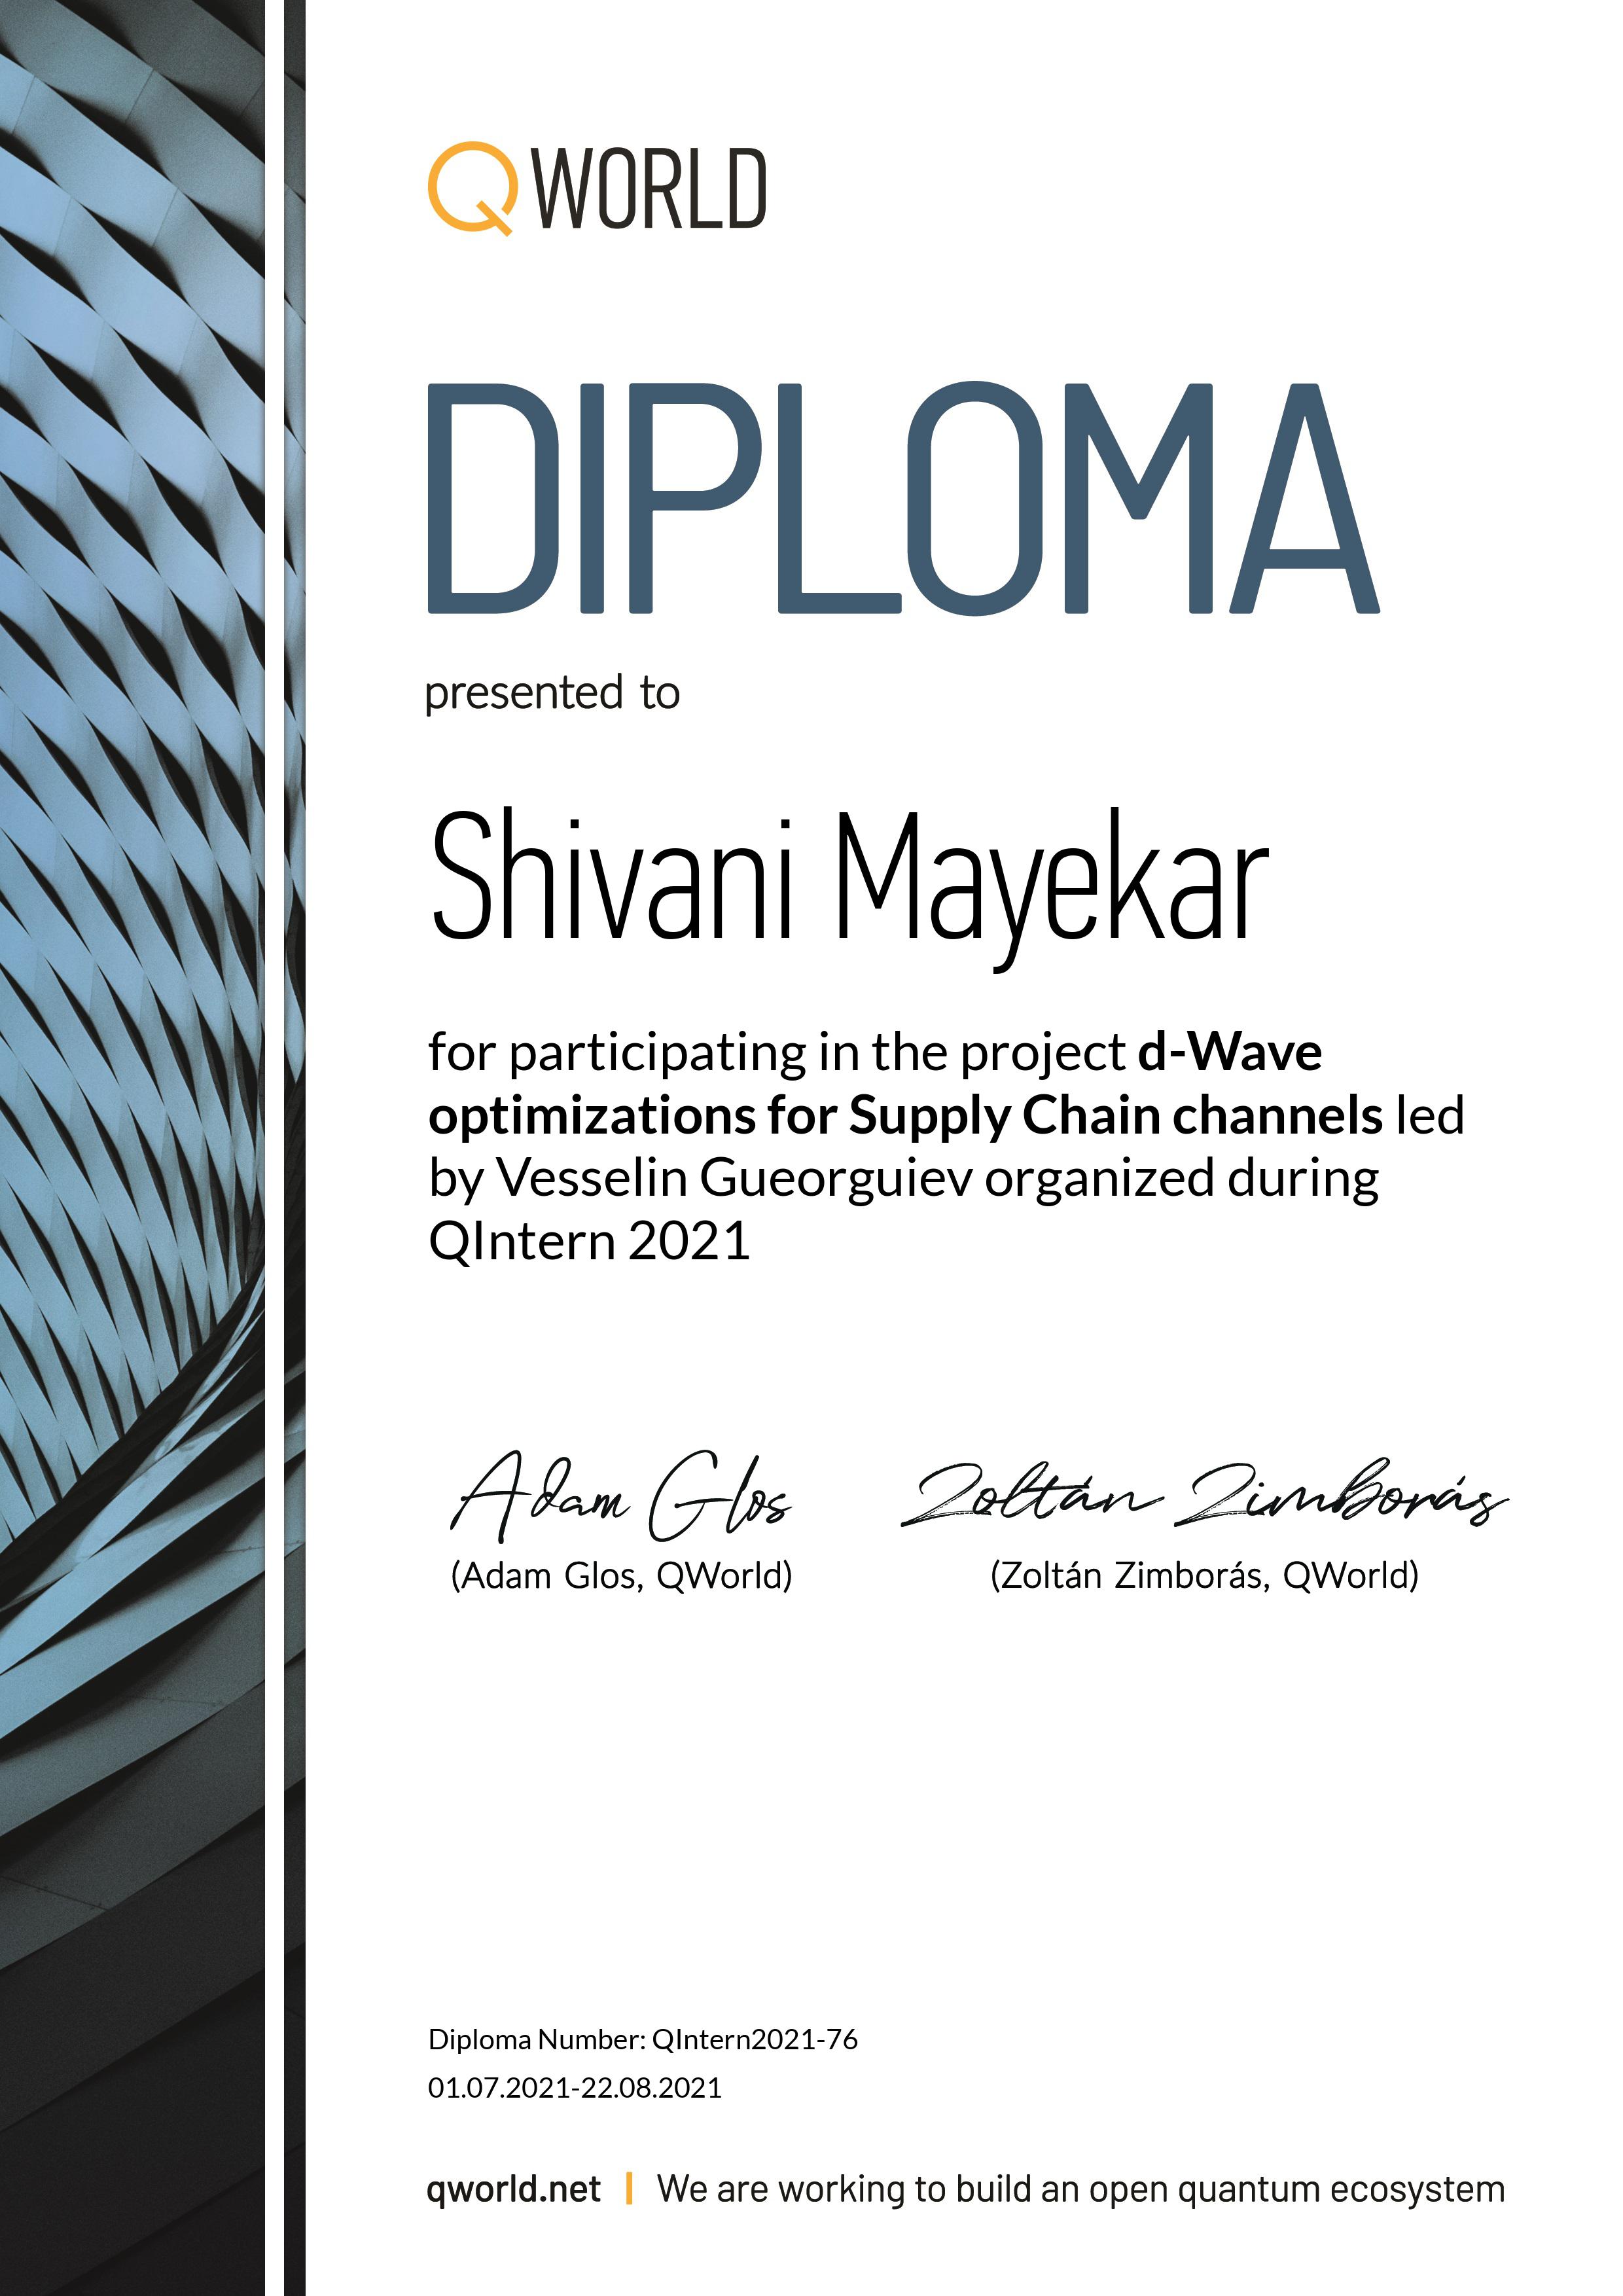 QWORLD
DIPLOMA
presented to
Shivani Mayekar
for participating in the project d-Wave
optimizations for Supply Chain channels led
by Vesselin Gueorguiev organized during
QIntern 2021
Adam Glos Zoltán Zimborás
(Adam Glos, QWorld) (Zoltán Zimborás, QWorld)
Diploma Number: QIntern2021-76
01.07.2021-22.08.2021
qworld.net | We are working to build an open quantum ecosystem